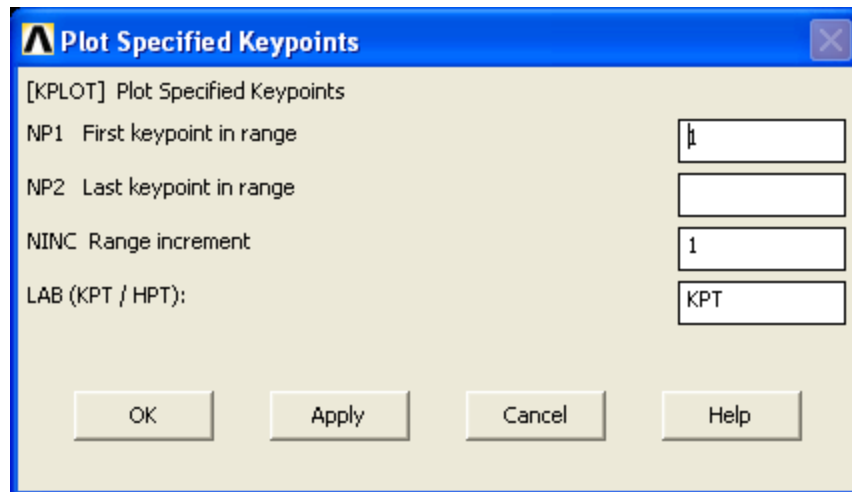 Plot Specified Keypoints
[KPLOT] Plot Specified Keypoints
NP1 First keypoint in range 1
NP2 Last keypoint in range
NINC Range increment 1
LAB (KPT / HPT): KPT
OK Apply Cancel Help